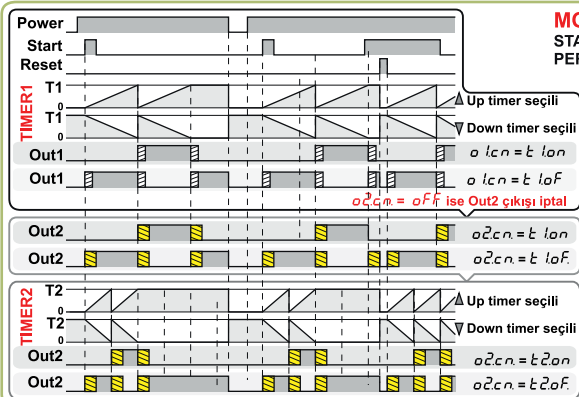 Power
MO
Start
STA
Reset
PER
TIMER1
T1
0
Up timer seçili
T1
0
Down timer seçili
Out1
o1.cn = t1.on
Out1
o1.cn = t1.oF
o2.cn. = oFF ise Out2 çıkışı iptal
Out2
o2.cn. = t1.on
Out2
o2.cn. = t1.oF.
TIMER2
T2
0
Up timer seçili
T2
0
Down timer seçili
Out2
o2.cn. = t2.on
Out2
o2.cn. = t2.oF.